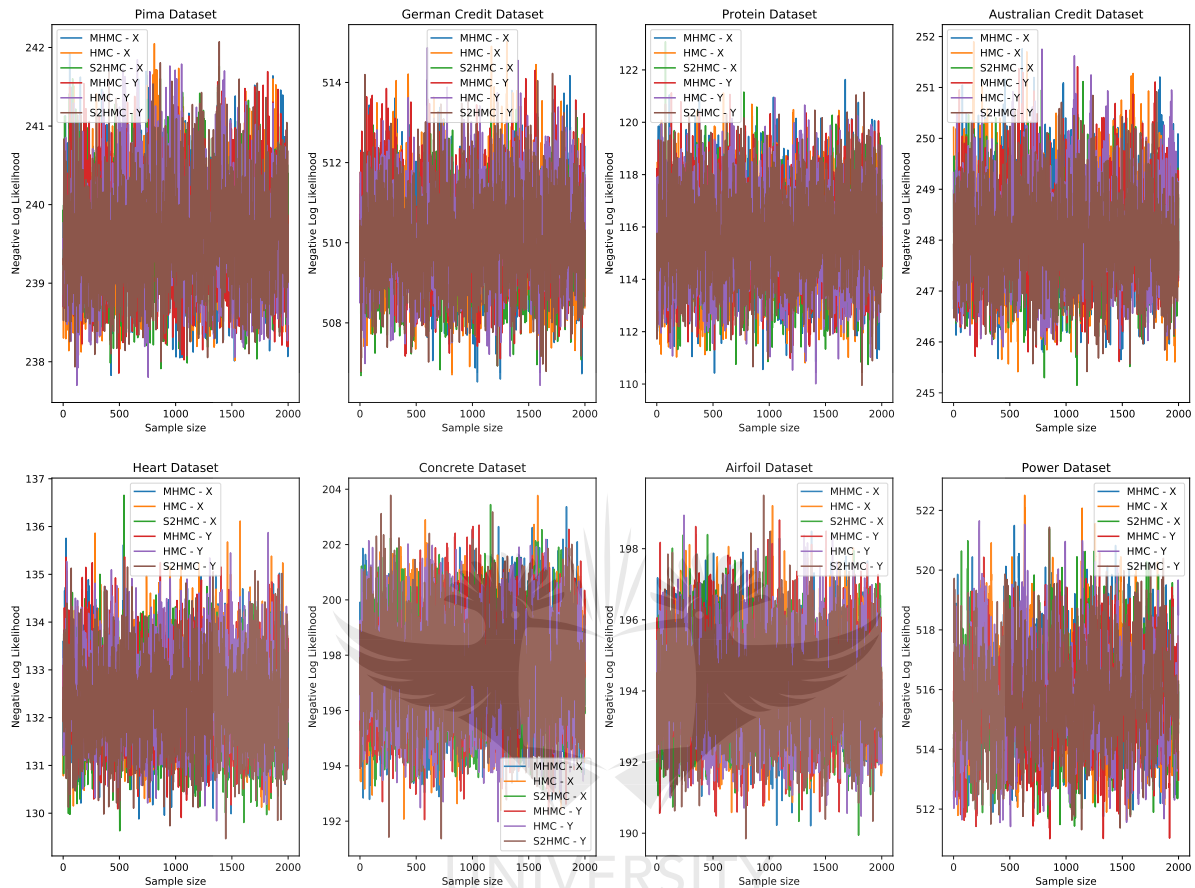 Pima Dataset
Negative Log Likelihood
242
241
240
239
238
MHMC - X
HMC - X
S2HMC - X
MHMC - Y
HMC - Y
S2HMC - Y
0 500 1000 1500 2000
Sample size
German Credit Dataset
Negative Log Likelihood
514
512
510
508
MHMC - X
HMC - X
S2HMC - X
MHMC - Y
HMC - Y
S2HMC - Y
0 500 1000 1500 2000
Sample size
Protein Dataset
Negative Log Likelihood
122
120
118
116
114
112
110
MHMC - X
HMC - X
S2HMC - X
MHMC - Y
HMC - Y
S2HMC - Y
0 500 1000 1500 2000
Sample size
Australian Credit Dataset
Negative Log Likelihood
252
251
250
249
248
247
246
245
MHMC - X
HMC - X
S2HMC - X
MHMC - Y
HMC - Y
S2HMC - Y
0 500 1000 1500 2000
Sample size
Heart Dataset
Negative Log Likelihood
137
136
135
134
133
132
131
130
MHMC - X
HMC - X
S2HMC - X
MHMC - Y
HMC - Y
S2HMC - Y
0 500 1000 1500 2000
Sample size
Concrete Dataset
Negative Log Likelihood
204
202
200
198
196
194
192
MHMC - X
HMC - X
S2HMC - X
MHMC - Y
HMC - Y
S2HMC - Y
0 500 1000 1500 2000
Sample size
Airfoil Dataset
Negative Log Likelihood
198
196
194
192
190
MHMC - X
HMC - X
S2HMC - X
MHMC - Y
HMC - Y
S2HMC - Y
0 500 1000 1500 2000
Sample size
Power Dataset
Negative Log Likelihood
522
520
518
516
514
512
MHMC - X
HMC - X
S2HMC - X
MHMC - Y
HMC - Y
S2HMC - Y
0 500 1000 1500 2000
Sample size
UNIVERSITY